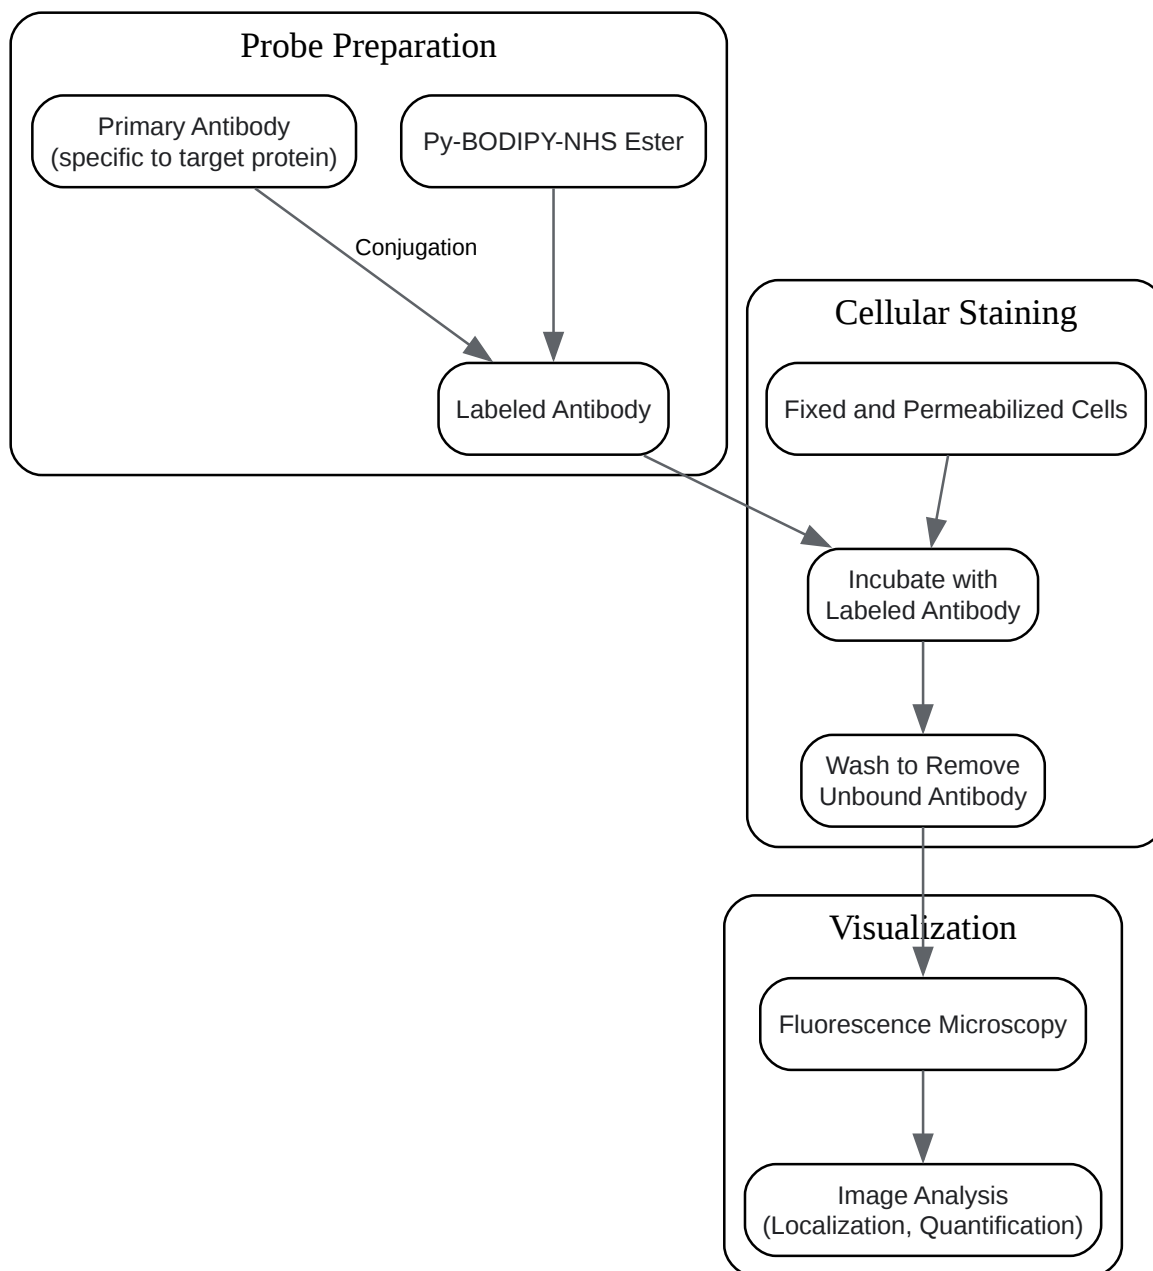 Probe Preparation
Primary Antibody
(specific to target protein)
Py-BODIPY-NHS Ester
Conjugation
Labeled Antibody
Cellular Staining
Fixed and Permeabilized Cells
Incubate with
Labeled Antibody
Wash to Remove
Unbound Antibody
Visualization
Fluorescence Microscopy
Image Analysis
(Localization, Quantification)